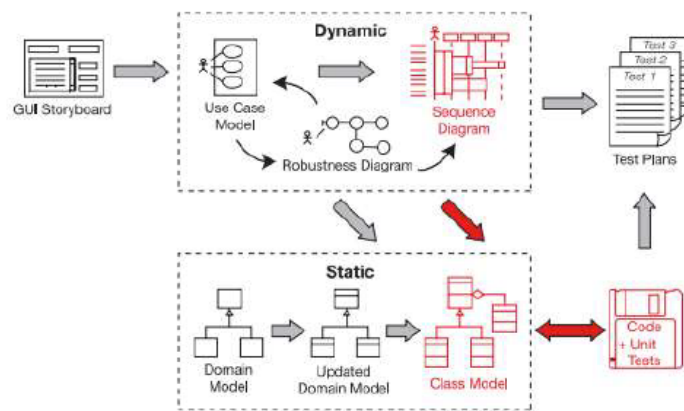 Dynamic
GUI Storyboard
Use Case
Model
Robustness Diagram
Sequence
Diagram
Test 3
Test 2
Test 1
Test Plans
Static
Domain
Model
Updated
Domain Model
Class Model
Code
+ Unit
Tests